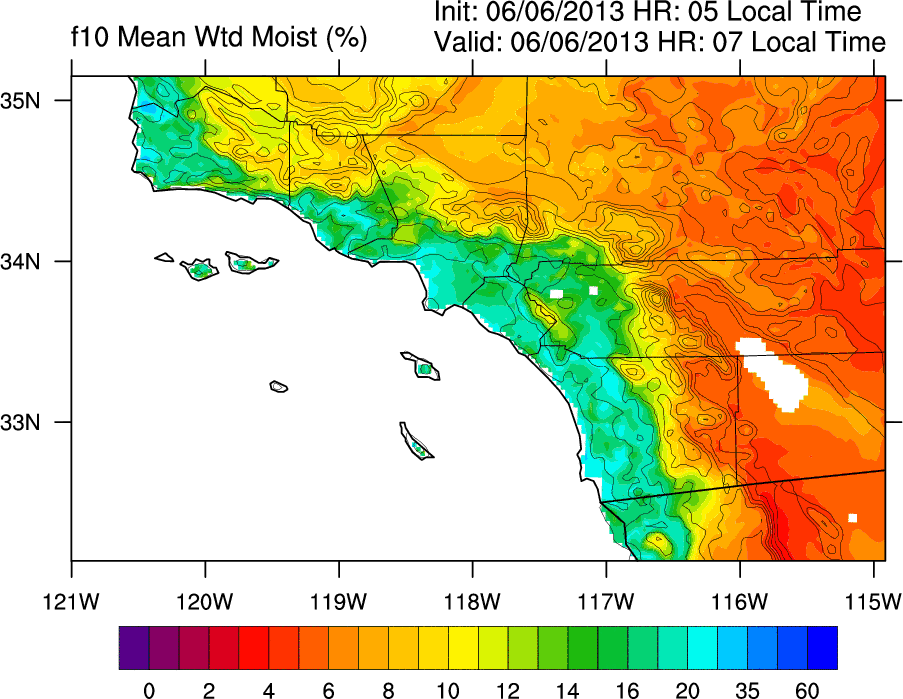 Init: 06/06/2013 HR: 05 Local Time
f10 Mean Wtd Moist (%)
Valid: 06/06/2013 HR: 07 Local Time
35N
34N
33N
121W 120W 119W 118W 117W 116W 115W
0 2 4 6 8 10 12 14 16 20 35 60